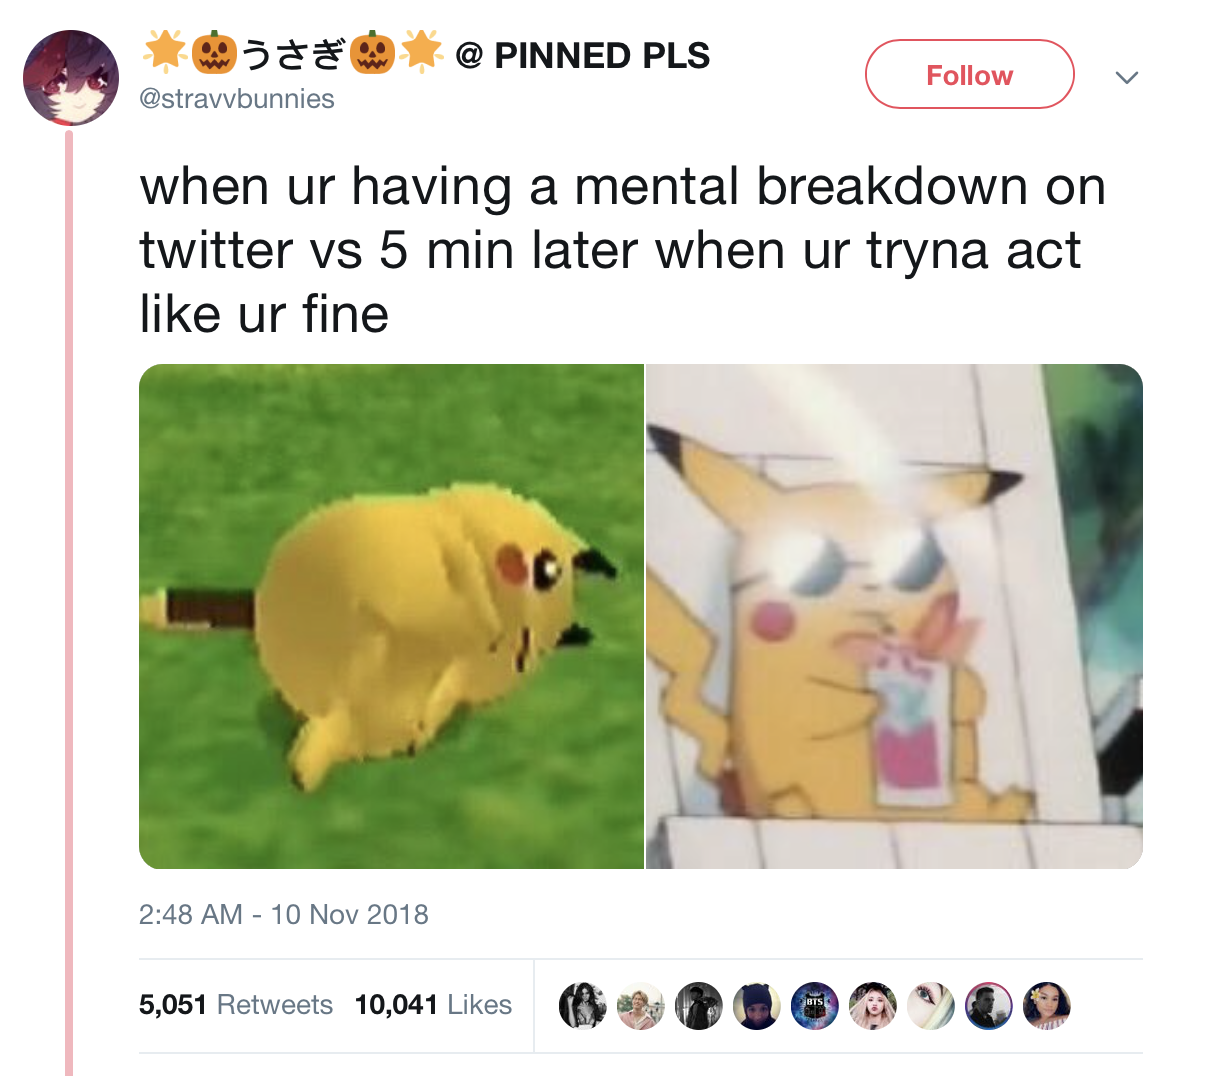 🌟🎃うさぎ🎃🌟 @ PINNED PLS
@stravvbunnies
Follow
when ur having a mental breakdown on
twitter vs 5 min later when ur tryna act
like ur fine
2:48 AM - 10 Nov 2018
5,051 Retweets 10,041 Likes
BTS